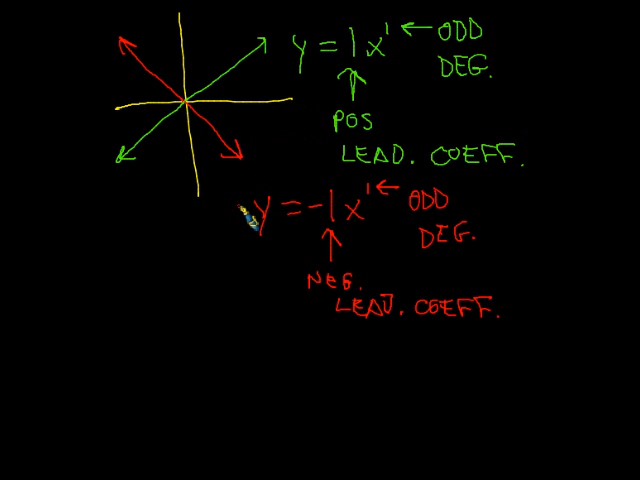 y = 1x¹ ← ODD
DEG.
POS
LEAD. COEFF.
y = -1x¹ ← ODD
DEG.
NEG.
LEAD. COEFF.